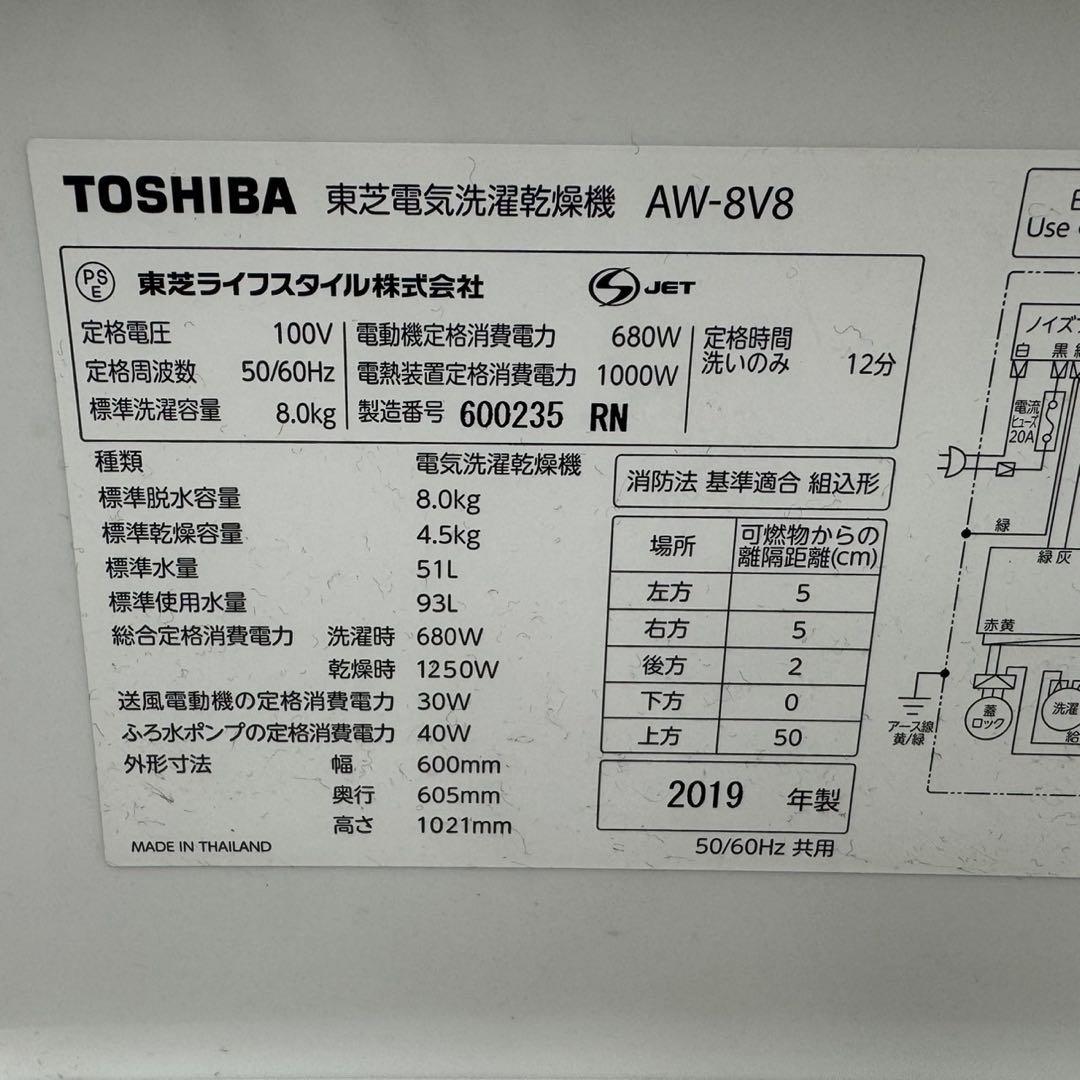 TOSHIBA 東芝電気洗濯乾燥機 AW-8V8
PSE 東芝ライフスタイル株式会社 S JET
定格電圧 100V
定格周波数 50/60Hz
標準洗濯容量 8.0kg
電動機定格消費電力 680W
電熱装置定格消費電力 1000W
製造番号 600235 RN
定格時間
洗いのみ 12分
種類 電気洗濯乾燥機
標準脱水容量 8.0kg
標準乾燥容量 4.5kg
標準水量 51L
標準使用水量 93L
総合定格消費電力 洗濯時 680W
乾燥時 1250W
送風電動機の定格消費電力 30W
ふろ水ポンプの定格消費電力 40W
外形寸法 幅 600mm
奥行 605mm
高さ 1021mm
MADE IN THAILAND
消防法 基準適合 組込形
場所 可燃物からの
離隔距離(cm)
左方 5
右方 5
後方 2
下方 0
上方 50
2019 年製
50/60Hz 共用
Use
ノイズ
白 黒
電流
ヒューズ
20A
緑
緑 灰
赤 黄
蓋
ロック
洗濯
給
アース線
黄/緑